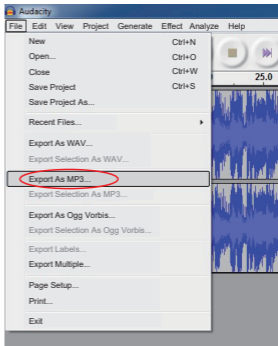 Audacity
File Edit View Project Generate Effect Analyze Help
New Ctrl+N
Open... Ctrl+O
Close Ctrl+W
Save Project Ctrl+S
Save Project As...
25.0
Recent Files...
Export As WAV...
Export Selection As WAV...
Export As MP3...
Export Selection As MP3...
Export As Ogg Vorbis...
Export Selection As Ogg Vorbis...
Export Labels...
Export Multiple...
Page Setup...
Print...
Exit